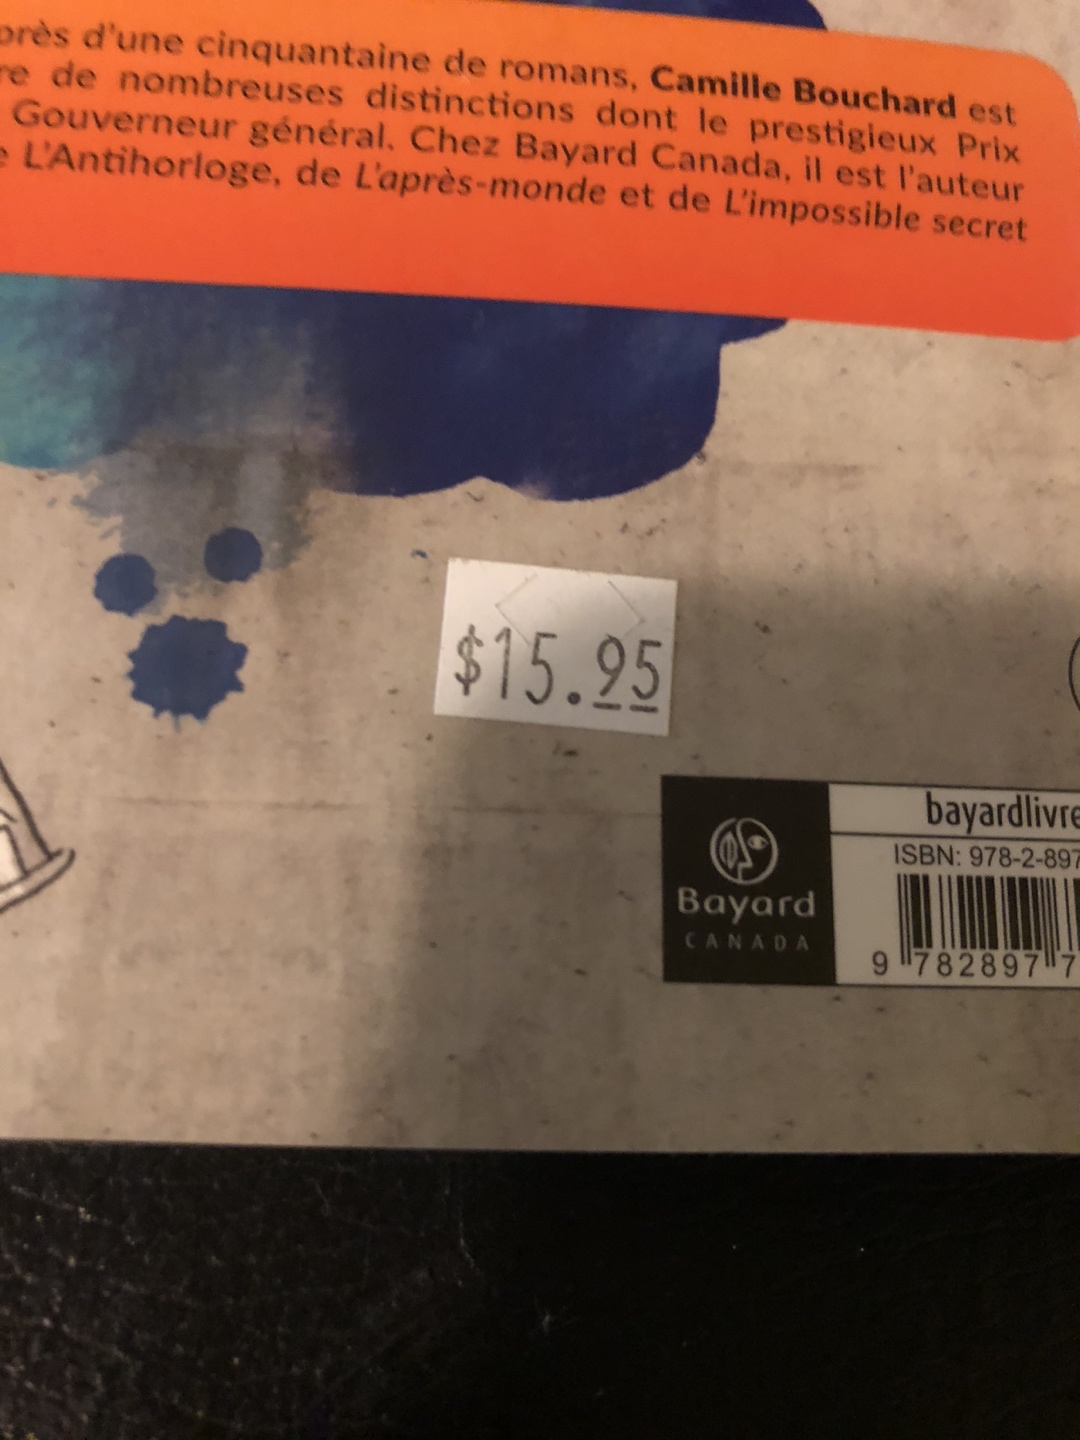 d'une cinquantaine de romans, Camille Bouchard est
de nombreuses distinctions dont le prestigieux Prix
Gouverneur général. Chez Bayard Canada, il est l'auteur
L'Antihorloge, de L'après-monde et de L'impossible secret
$15.95
bayardlivre
ISBN: 978-2-897
Bayard
CANADA
9 782897 7